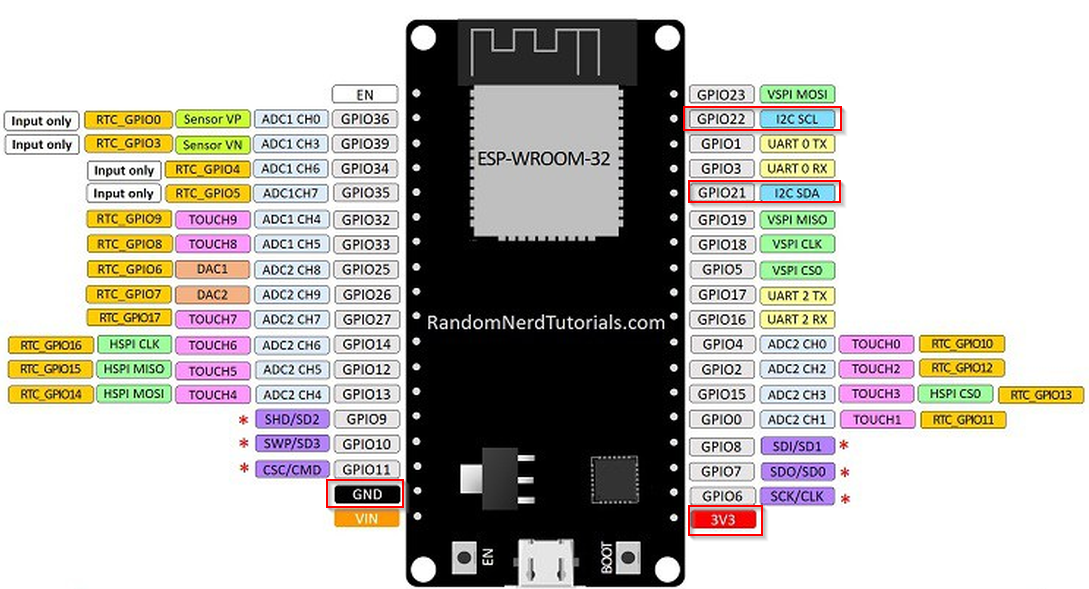 EN
Input only RTC_GPIO0 Sensor VP ADC1 CH0 GPIO36
Input only RTC_GPIO3 Sensor VN ADC1 CH3 GPIO39
Input only RTC_GPIO4 ADC1 CH6 GPIO34
Input only RTC_GPIO5 ADC1CH7 GPIO35
RTC_GPIO9 TOUCH9 ADC1 CH4 GPIO32
RTC_GPIO8 TOUCH8 ADC1 CH5 GPIO33
RTC_GPIO6 DAC1 ADC2 CH8 GPIO25
RTC_GPIO7 DAC2 ADC2 CH9 GPIO26
RTC_GPIO17 TOUCH7 ADC2 CH7 GPIO27
RTC_GPIO16 HSPI CLK TOUCH6 ADC2 CH6 GPIO14
RTC_GPIO15 HSPI MISO TOUCH5 ADC2 CH5 GPIO12
RTC_GPIO14 HSPI MOSI TOUCH4 ADC2 CH4 GPIO13
* SHD/SD2 GPIO9
* SWP/SD3 GPIO10
* CSC/CMD GPIO11
GND
VIN
ESP-WROOM-32
RandomNerdTutorials.com
EN
BOOT
GPIO23 VSPI MOSI
GPIO22 I2C SCL
GPIO1 UART 0 TX
GPIO3 UART 0 RX
GPIO21 I2C SDA
GPIO19 VSPI MISO
GPIO18 VSPI CLK
GPIO5 VSPI CS0
GPIO17 UART 2 TX
GPIO16 UART 2 RX
GPIO4 ADC2 CH0 TOUCH0 RTC_GPIO10
GPIO2 ADC2 CH2 TOUCH2 RTC_GPIO12
GPIO15 ADC2 CH3 TOUCH3 HSPI CS0 RTC_GPIO13
GPIO0 ADC2 CH1 TOUCH1 RTC_GPIO11
GPIO8 SDI/SD1 *
GPIO7 SDO/SD0 *
GPIO6 SCK/CLK *
3V3